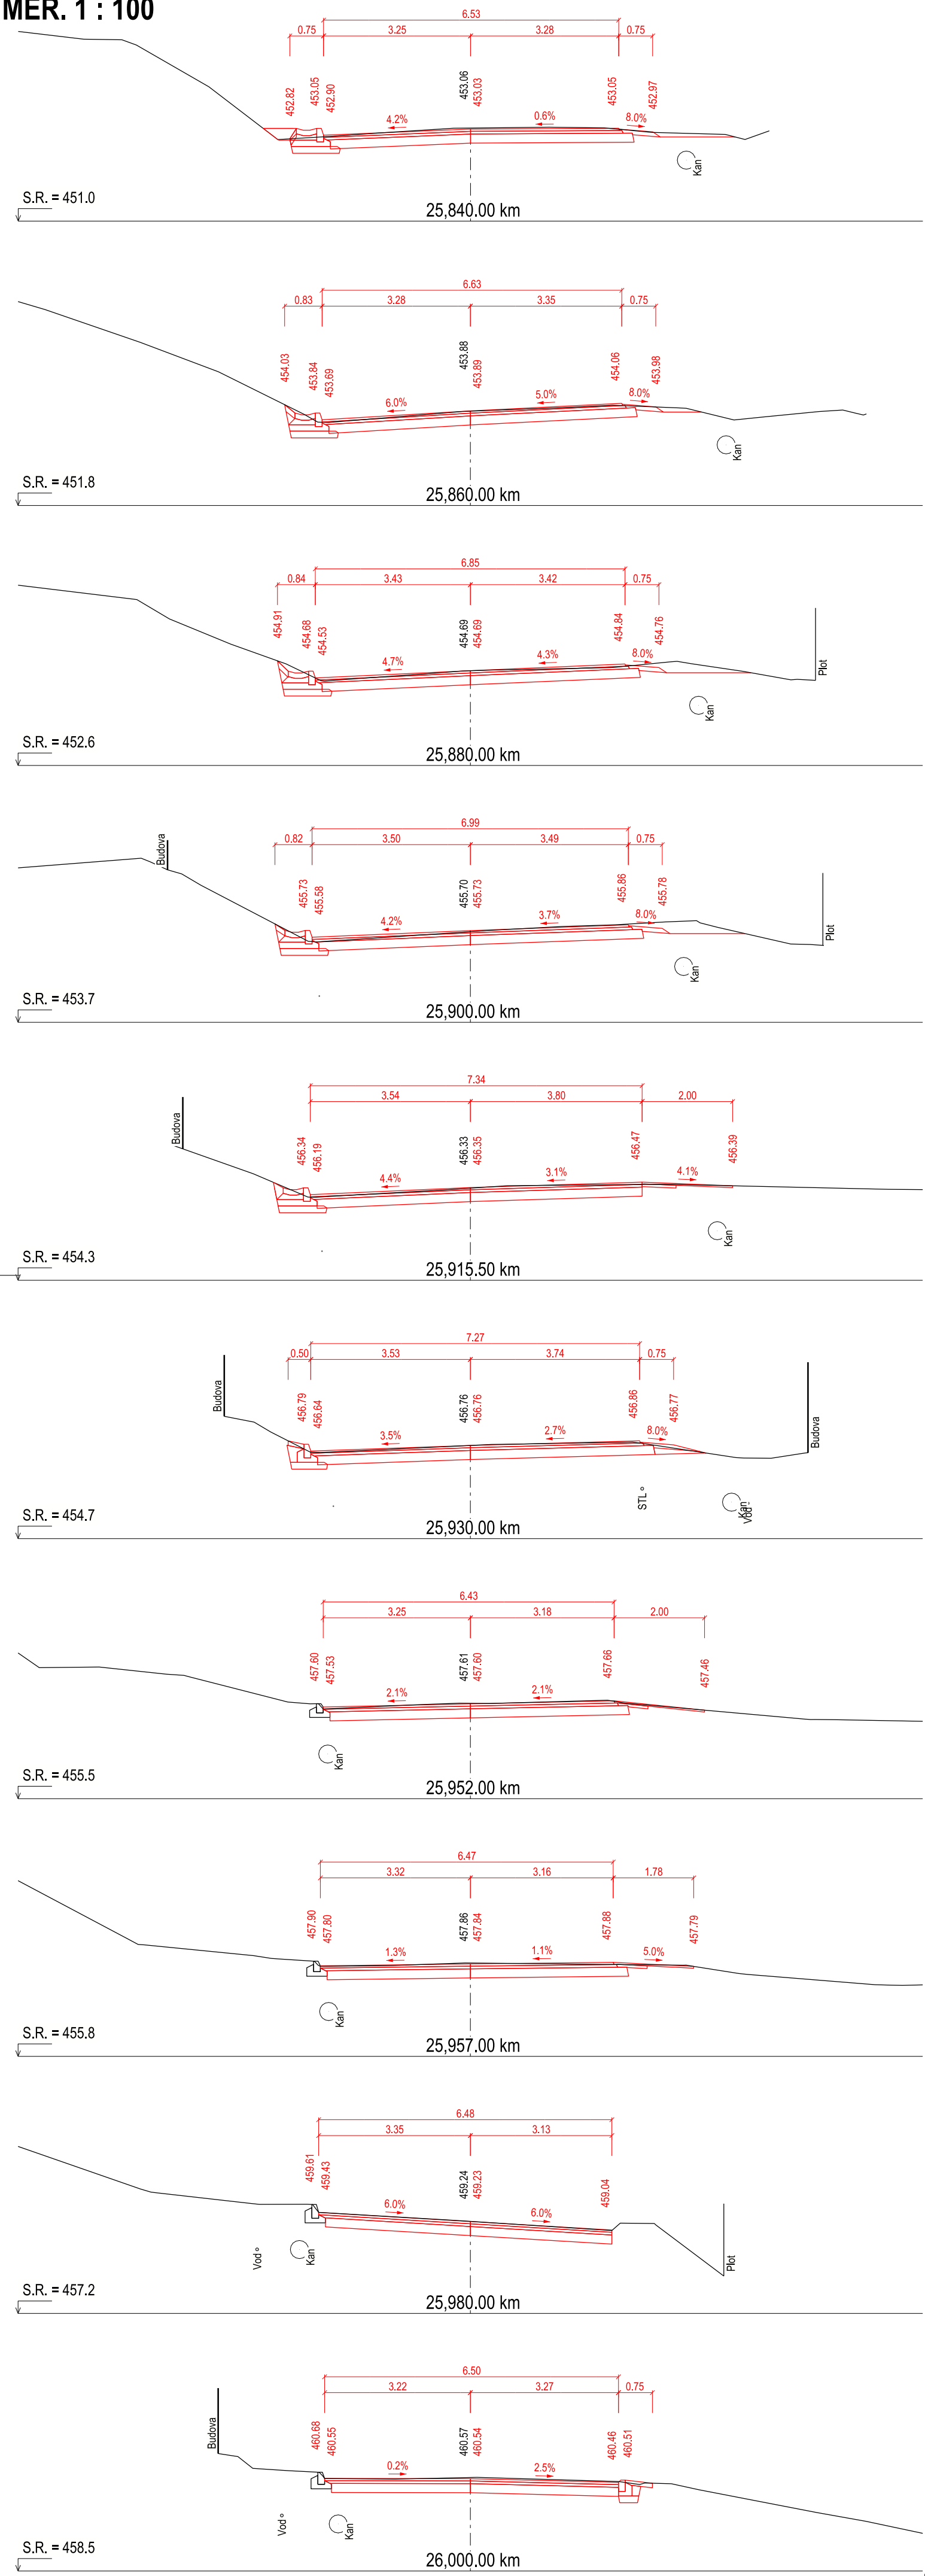 MER. 1 : 100
6.53
0.75 3.25 3.28 0.75
452.82 453.05 452.90 453.06 453.03 453.05 452.97
4.2% 0.6% 8.0%
Kan
S.R. = 451.0
25,840.00 km
6.63
0.83 3.28 3.35 0.75
454.03 453.84 453.69 453.88 453.89 454.06 453.98
6.0% 5.0% 8.0%
Kan
S.R. = 451.8
25,860.00 km
6.85
0.84 3.43 3.42 0.75
454.91 454.68 454.53 454.69 454.69 454.84 454.76
4.7% 4.3% 8.0%
Plot
Kan
S.R. = 452.6
25,880.00 km
6.99
Budova
0.82 3.50 3.49 0.75
455.73 455.58 455.70 455.73 455.86 455.78
4.2% 3.7% 8.0%
Plot
Kan
S.R. = 453.7
25,900.00 km
7.34
3.54 3.80 2.00
Budova
456.34 456.19 456.33 456.35 456.47 456.39
4.4% 3.1% 4.1%
Kan
S.R. = 454.3
25,915.50 km
7.27
0.50 3.53 3.74 0.75
Budova
456.79 456.64 456.76 456.76 456.86 456.77
3.5% 2.7% 8.0%
Budova
STL
Kan
Vod
S.R. = 454.7
25,930.00 km
6.43
3.25 3.18 2.00
457.60 457.53 457.61 457.60 457.66 457.46
2.1% 2.1%
Kan
S.R. = 455.5
25,952.00 km
6.47
3.32 3.16 1.78
457.90 457.80 457.86 457.84 457.88 457.79
1.3% 1.1% 5.0%
Kan
S.R. = 455.8
25,957.00 km
6.48
3.35 3.13
459.61 459.43 459.24 459.23 459.04
6.0% 6.0%
Vod
Kan
Plot
S.R. = 457.2
25,980.00 km
6.50
3.22 3.27 0.75
Budova
460.68 460.55 460.57 460.54 460.46 460.51
0.2% 2.5%
Vod
Kan
S.R. = 458.5
26,000.00 km